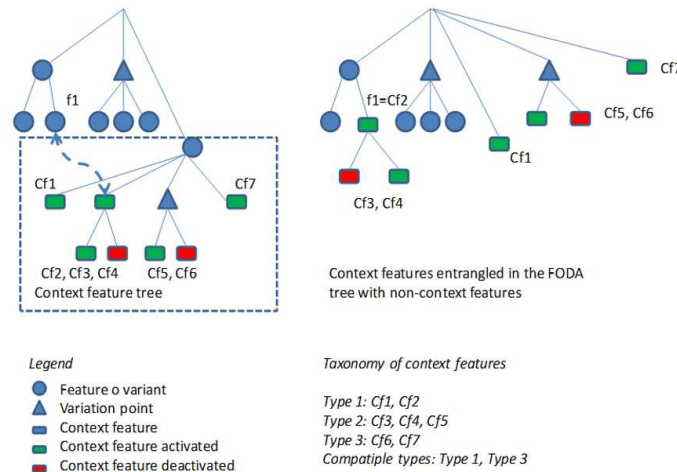 f1
Cf1
Cf7
Cf2, Cf3, Cf4
Cf5, Cf6
Context feature tree
Cf7
f1=Cf2
Cf5, Cf6
Cf1
Cf3, Cf4
Context features entrangled in the FODA
tree with non-context features
Legend
Feature o variant
Variation point
Context feature
Context feature activated
Context feature deactivated
Taxonomy of context features
Type 1: Cf1, Cf2
Type 2: Cf3, Cf4, Cf5
Type 3: Cf6, Cf7
Compatiple types: Type 1, Type 3